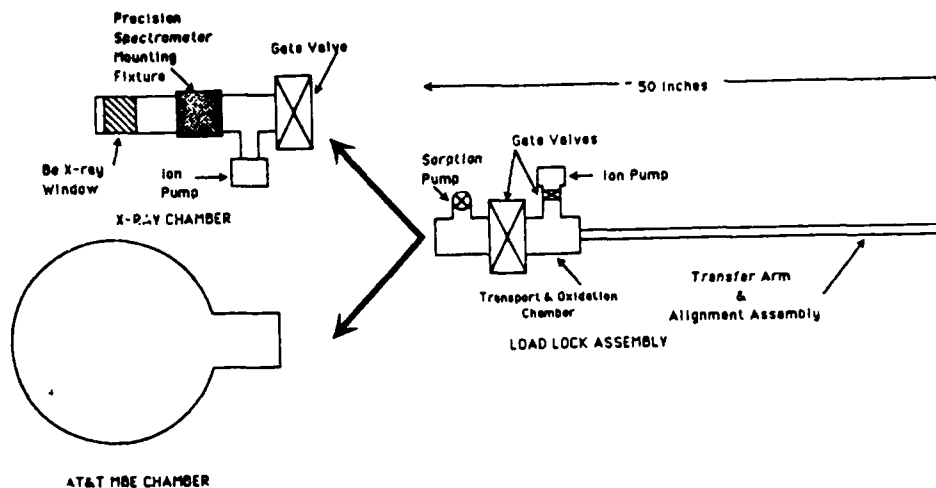 Precision
Spectrometer
Mounting
Fixture
Gate Valve
Be X-ray
Window
Ion
Pump
X-RAY CHAMBER
~50 inches
Gate Valves
Sorption
Pump
Ion Pump
Transport & Oxidation
Chamber
Transfer Arm
&
Alignment Assembly
LOAD LOCK ASSEMBLY
AT&T MBE CHAMBER